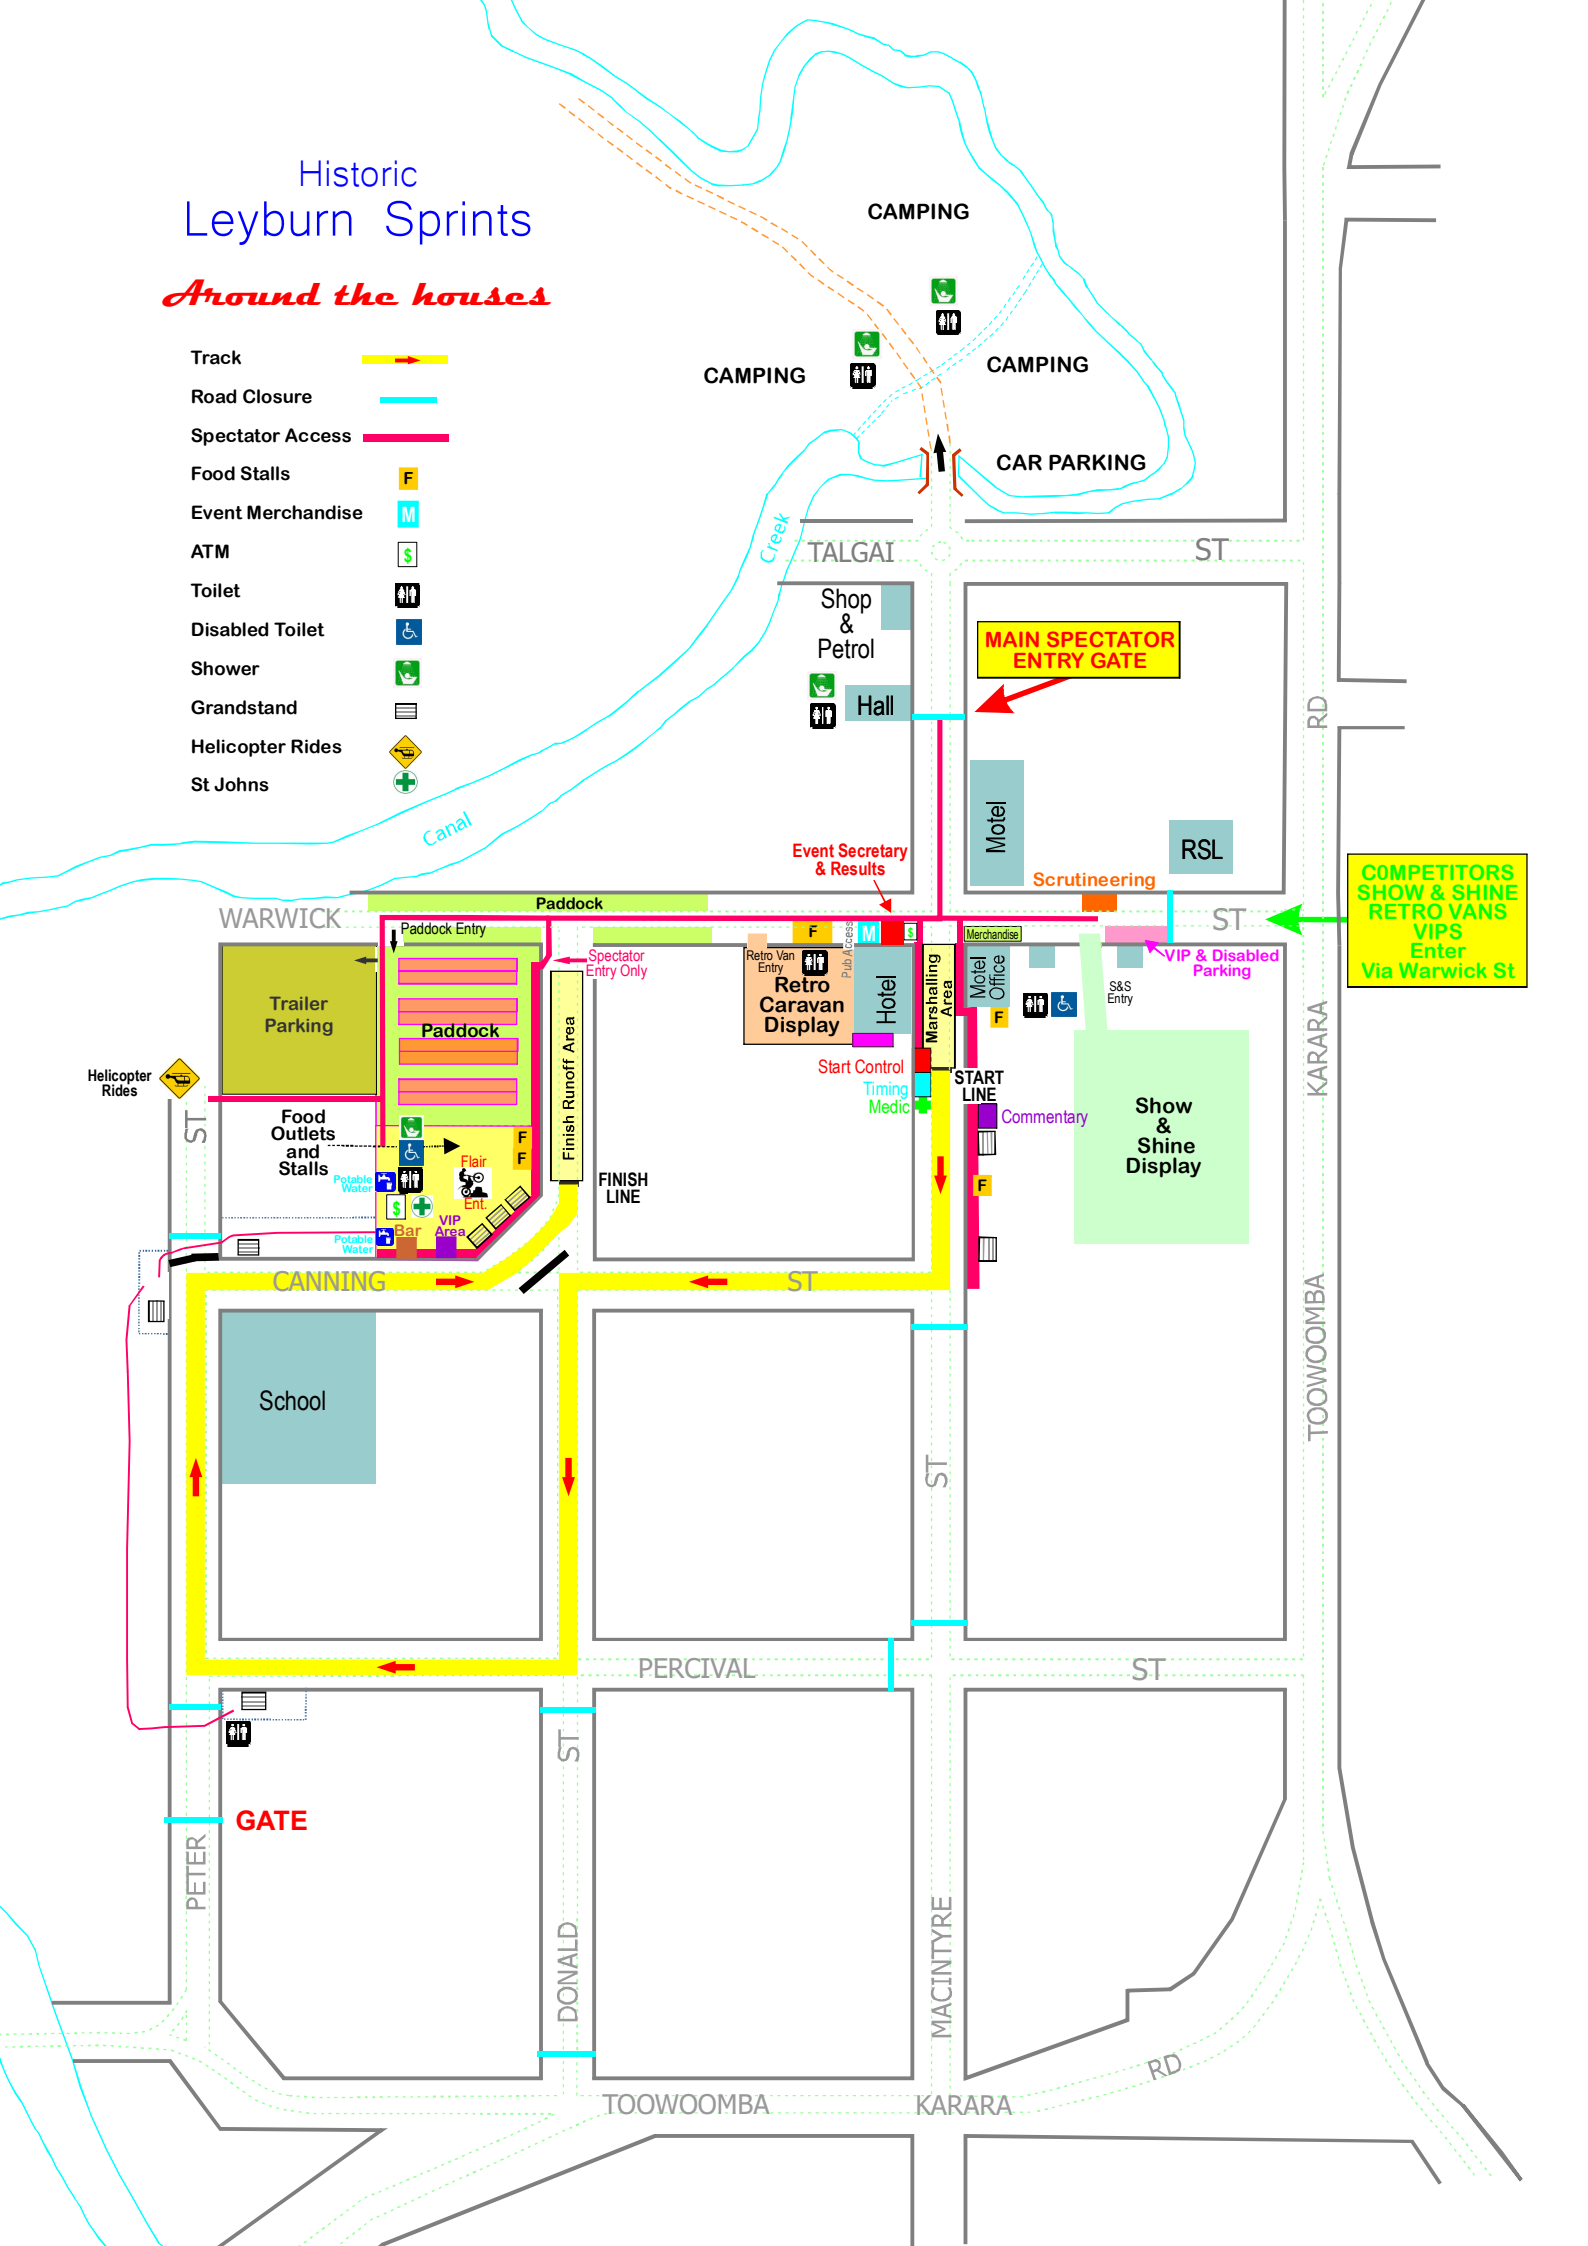 Historic
Leyburn Sprints
Around the houses
Track
Road Closure
Spectator Access
Food Stalls
F
Event Merchandise
M
ATM
$
Toilet
Disabled Toilet
Shower
Grandstand
Helicopter Rides
St Johns
CAMPING
CAMPING
CAMPING
CAR PARKING
Creek
Canal
TALGAI
ST
Shop
&
Petrol
Hall
MAIN SPECTATOR
ENTRY GATE
RD
Motel
RSL
Event Secretary
& Results
Scrutineering
C0MPETITORS
SHOW & SHINE
RETRO VANS
VIPS
Enter
Via Warwick St
WARWICK
ST
Paddock
Paddock Entry
Spectator
Entry Only
F
M
$
Pub Access
Merchandise
VIP & Disabled
Parking
Retro Van
Entry
Retro
Caravan
Display
Hotel
Marshalling
Area
Motel
Office
F
S&S
Entry
Trailer
Parking
Paddock
Finish Runoff Area
KARARA
Helicopter
Rides
ST
Food
Outlets
and
Stalls
Start Control
Timing
Medic
START
LINE
Commentary
Show
&
Shine
Display
F
F
F
Flair
Ent.
Potable
Water
$
VIP
Area
Bar
Potable
Water
FINISH
LINE
CANNING
ST
School
TOOWOOMBA
ST
PERCIVAL
ST
ST
GATE
PETER
DONALD
MACINTYRE
RD
TOOWOOMBA
KARARA